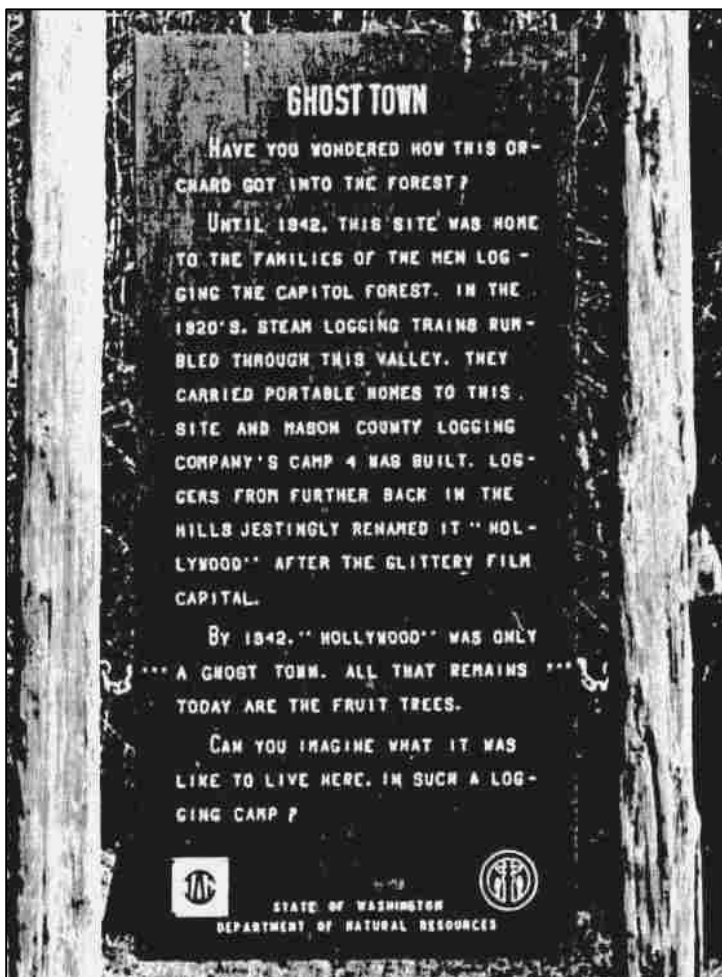 GHOST TOWN
HAVE YOU WONDERED HOW THIS OR-
CHARD GOT INTO THE FOREST?
UNTIL 1942, THIS SITE WAS HOME
TO THE FAMILIES OF THE MEN LOG-
GING THE CAPITOL FOREST. IN THE
1920'S, STEAM LOGGING TRAINS RUM-
BLED THROUGH THIS VALLEY. THEY
CARRIED PORTABLE HOMES TO THIS
SITE AND MASON COUNTY LOGGING
COMPANY'S CAMP 4 WAS BUILT. LOG-
GERS FROM FURTHER BACK IN THE
HILLS JESTINGLY RENAMED IT "HOL-
LYWOOD" AFTER THE GLITTERY FILM
CAPITAL.
BY 1942, "HOLLYWOOD" WAS ONLY
A GHOST TOWN. ALL THAT REMAINS
TODAY ARE THE FRUIT TREES.
CAN YOU IMAGINE WHAT IT WAS
LIKE TO LIVE HERE, IN SUCH A LOG-
GING CAMP?
IAC
STATE OF WASHINGTON
DEPARTMENT OF NATURAL RESOURCES